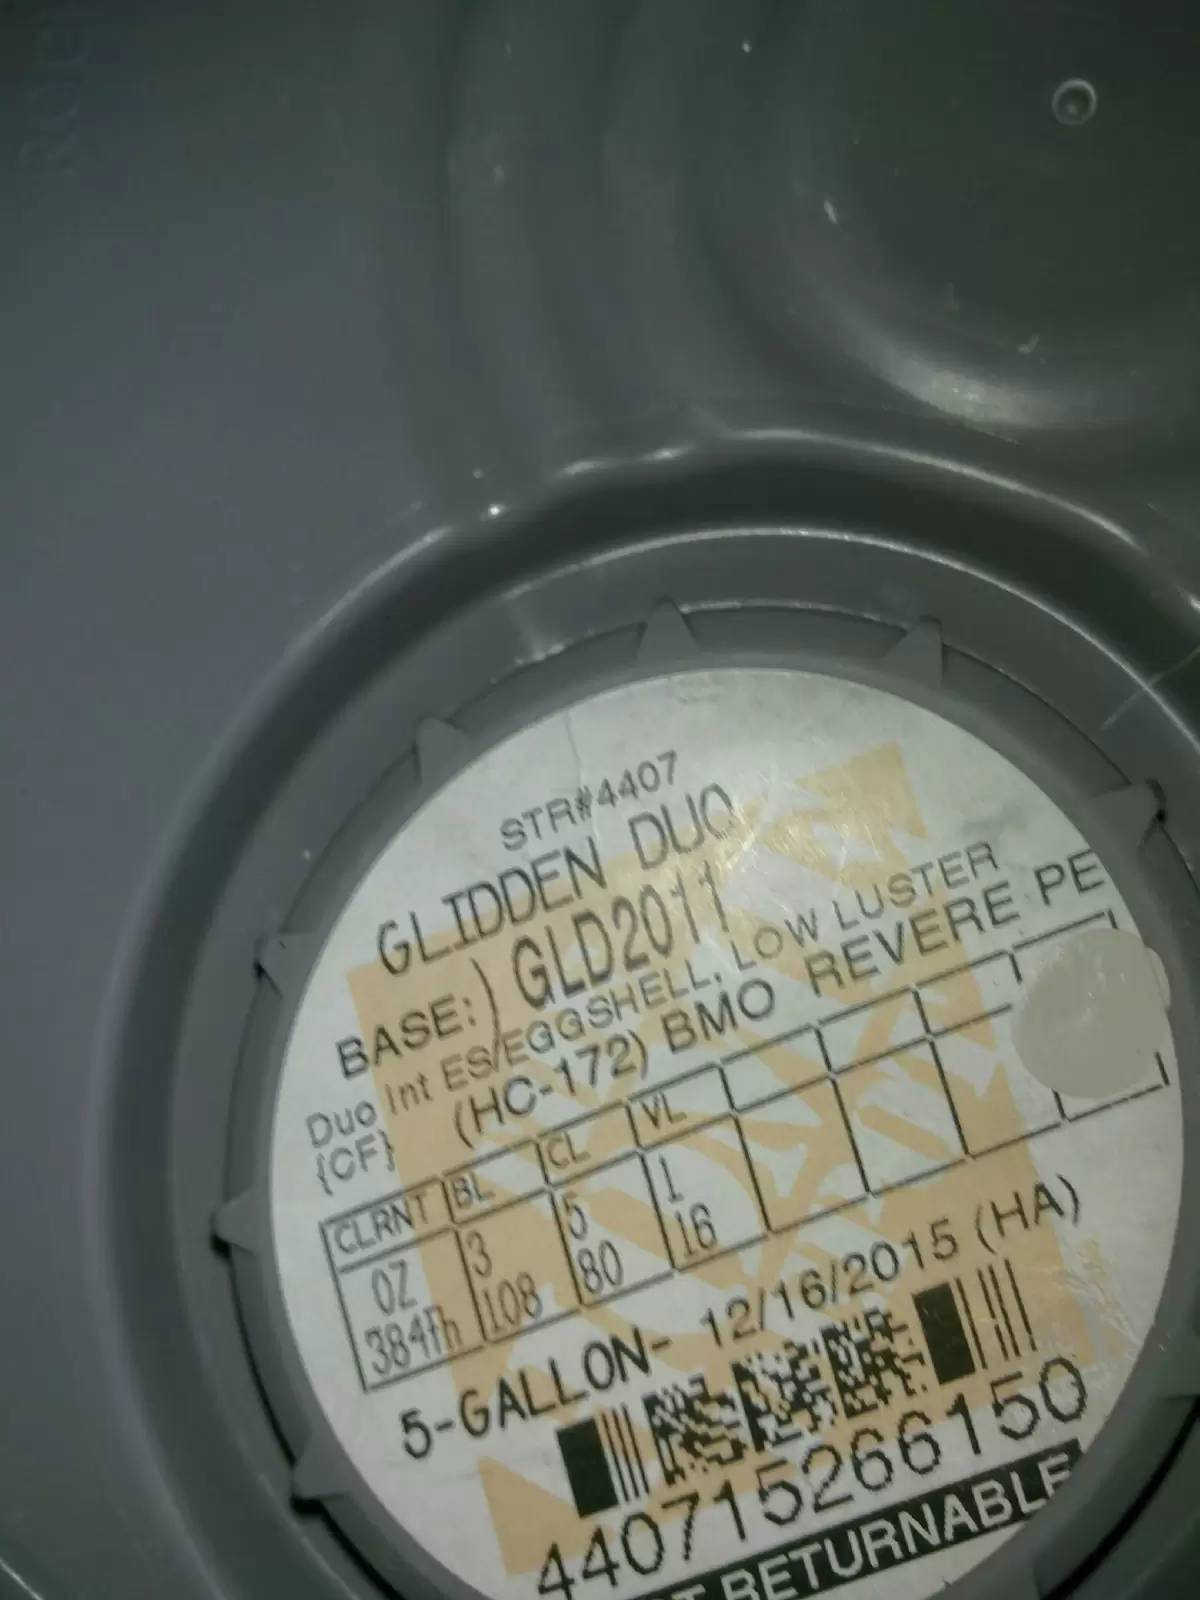 STR#4407
GLIDDEN DUO
BASE: ) GLD2011
Duo Int ES/EGGSHELL, LOW LUSTER
{CF} (HC-172) BMO REVERE PE
CLRNT BL CL VL
OZ 3 5 1
384Fh 108 80 16
5-GALLON- 12/16/2015 (HA)
440715266150
RETURNABLE